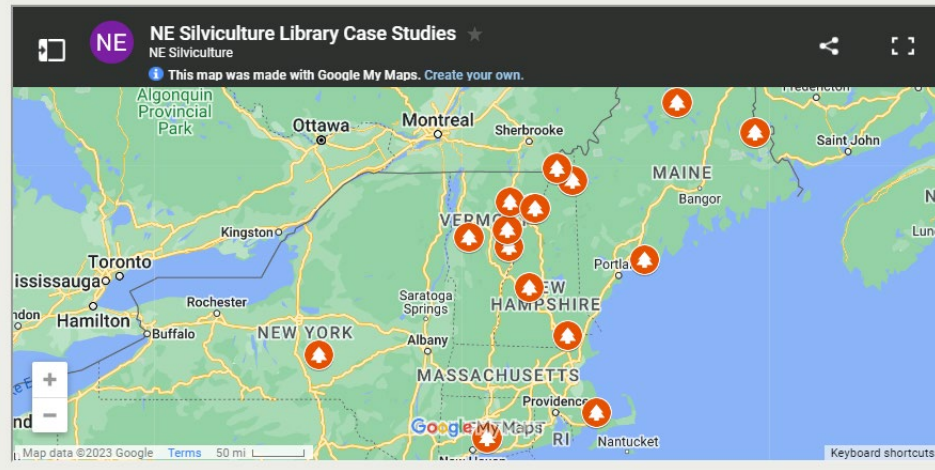 NE
NE Silviculture Library Case Studies
NE Silviculture
This map was made with Google My Maps. Create your own.
Algonquin
Provincial
Park
Ottawa
Montreal
Sherbrooke
Fredericton
Saint John
MAINE
Bangor
VERMO
Kingston
Toronto
ississauga
Hamilton
Rochester
Buffalo
NEW YORK
Saratoga
Springs
Albany
Portla
EW
HAMPSHIRE
MASSACHUSETTS
Providence
RI
Nantucket
New Haven
Google My Maps
+
−
Map data ©2023 Google
Terms
50 mi
Keyboard shortcuts